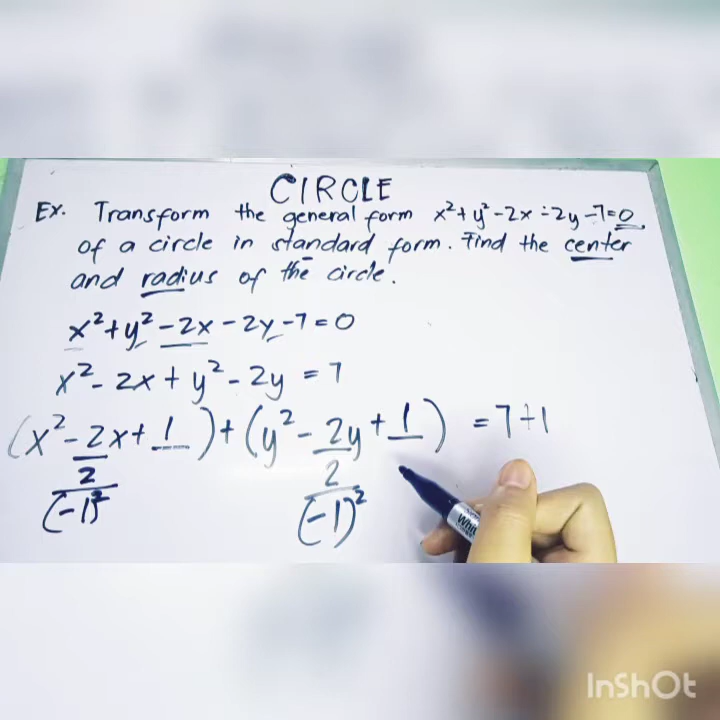 CIRCLE
Ex. Transform the general form x²+y²-2x-2y-7=0
of a circle in standard form. Find the center
and radius of the circle.
x²+y²-2x-2y-7=0
x²-2x+y²-2y=7
(x²-2x+1)+(y²-2y+1)=7+1
2 2
(-1)² (-1)²
InShOt